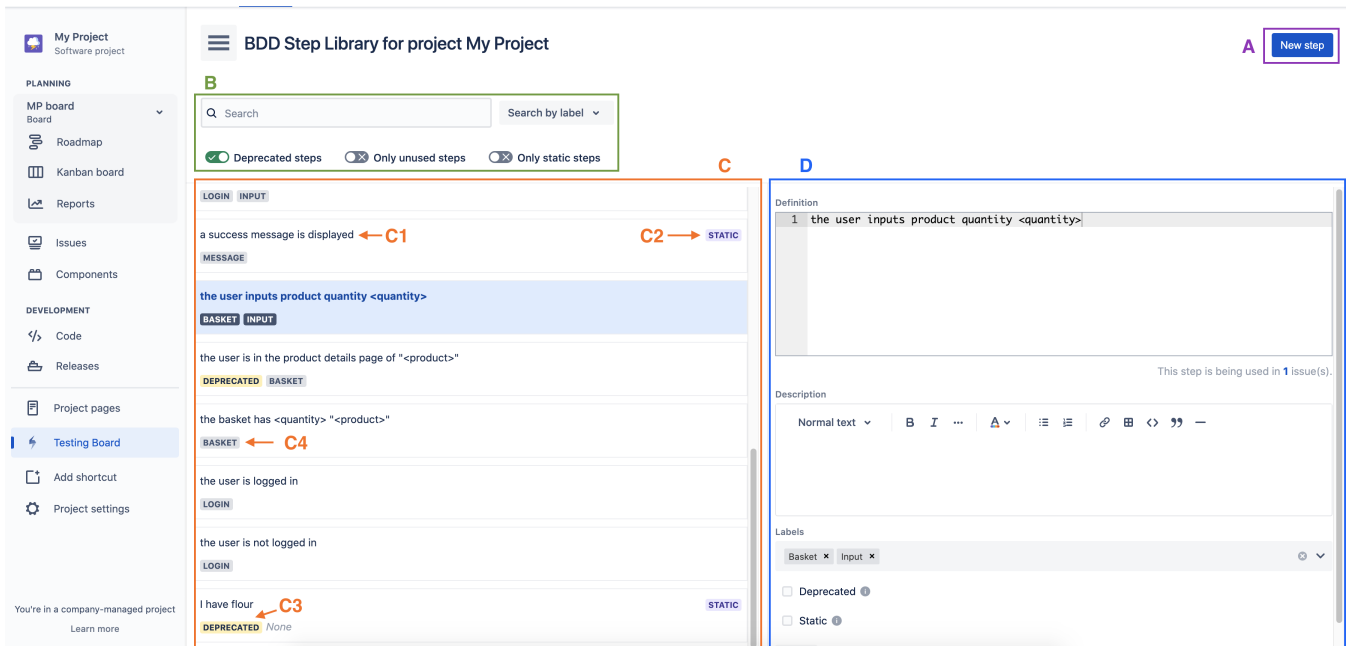 My Project
Software project
PLANNING
MP board
Board
Roadmap
Kanban board
Reports
Issues
Components
DEVELOPMENT
Code
Releases
Project pages
Testing Board
Add shortcut
Project settings
You're in a company-managed project
Learn more
BDD Step Library for project My Project
A
New step
B
Search
Search by label
Deprecated steps
Only unused steps
Only static steps
C
LOGIN INPUT
a success message is displayed C1 C2 STATIC
MESSAGE
the user inputs product quantity <quantity>
BASKET INPUT
the user is in the product details page of "<product>"
DEPRECATED BASKET
the basket has <quantity> "<product>"
BASKET C4
the user is logged in
LOGIN
the user is not logged in
LOGIN
I have flour C3 STATIC
DEPRECATED None
D
Definition
1 the user inputs product quantity <quantity>
This step is being used in 1 issue(s).
Description
Normal text B I ... A
Labels
Basket × Input ×
Deprecated
Static